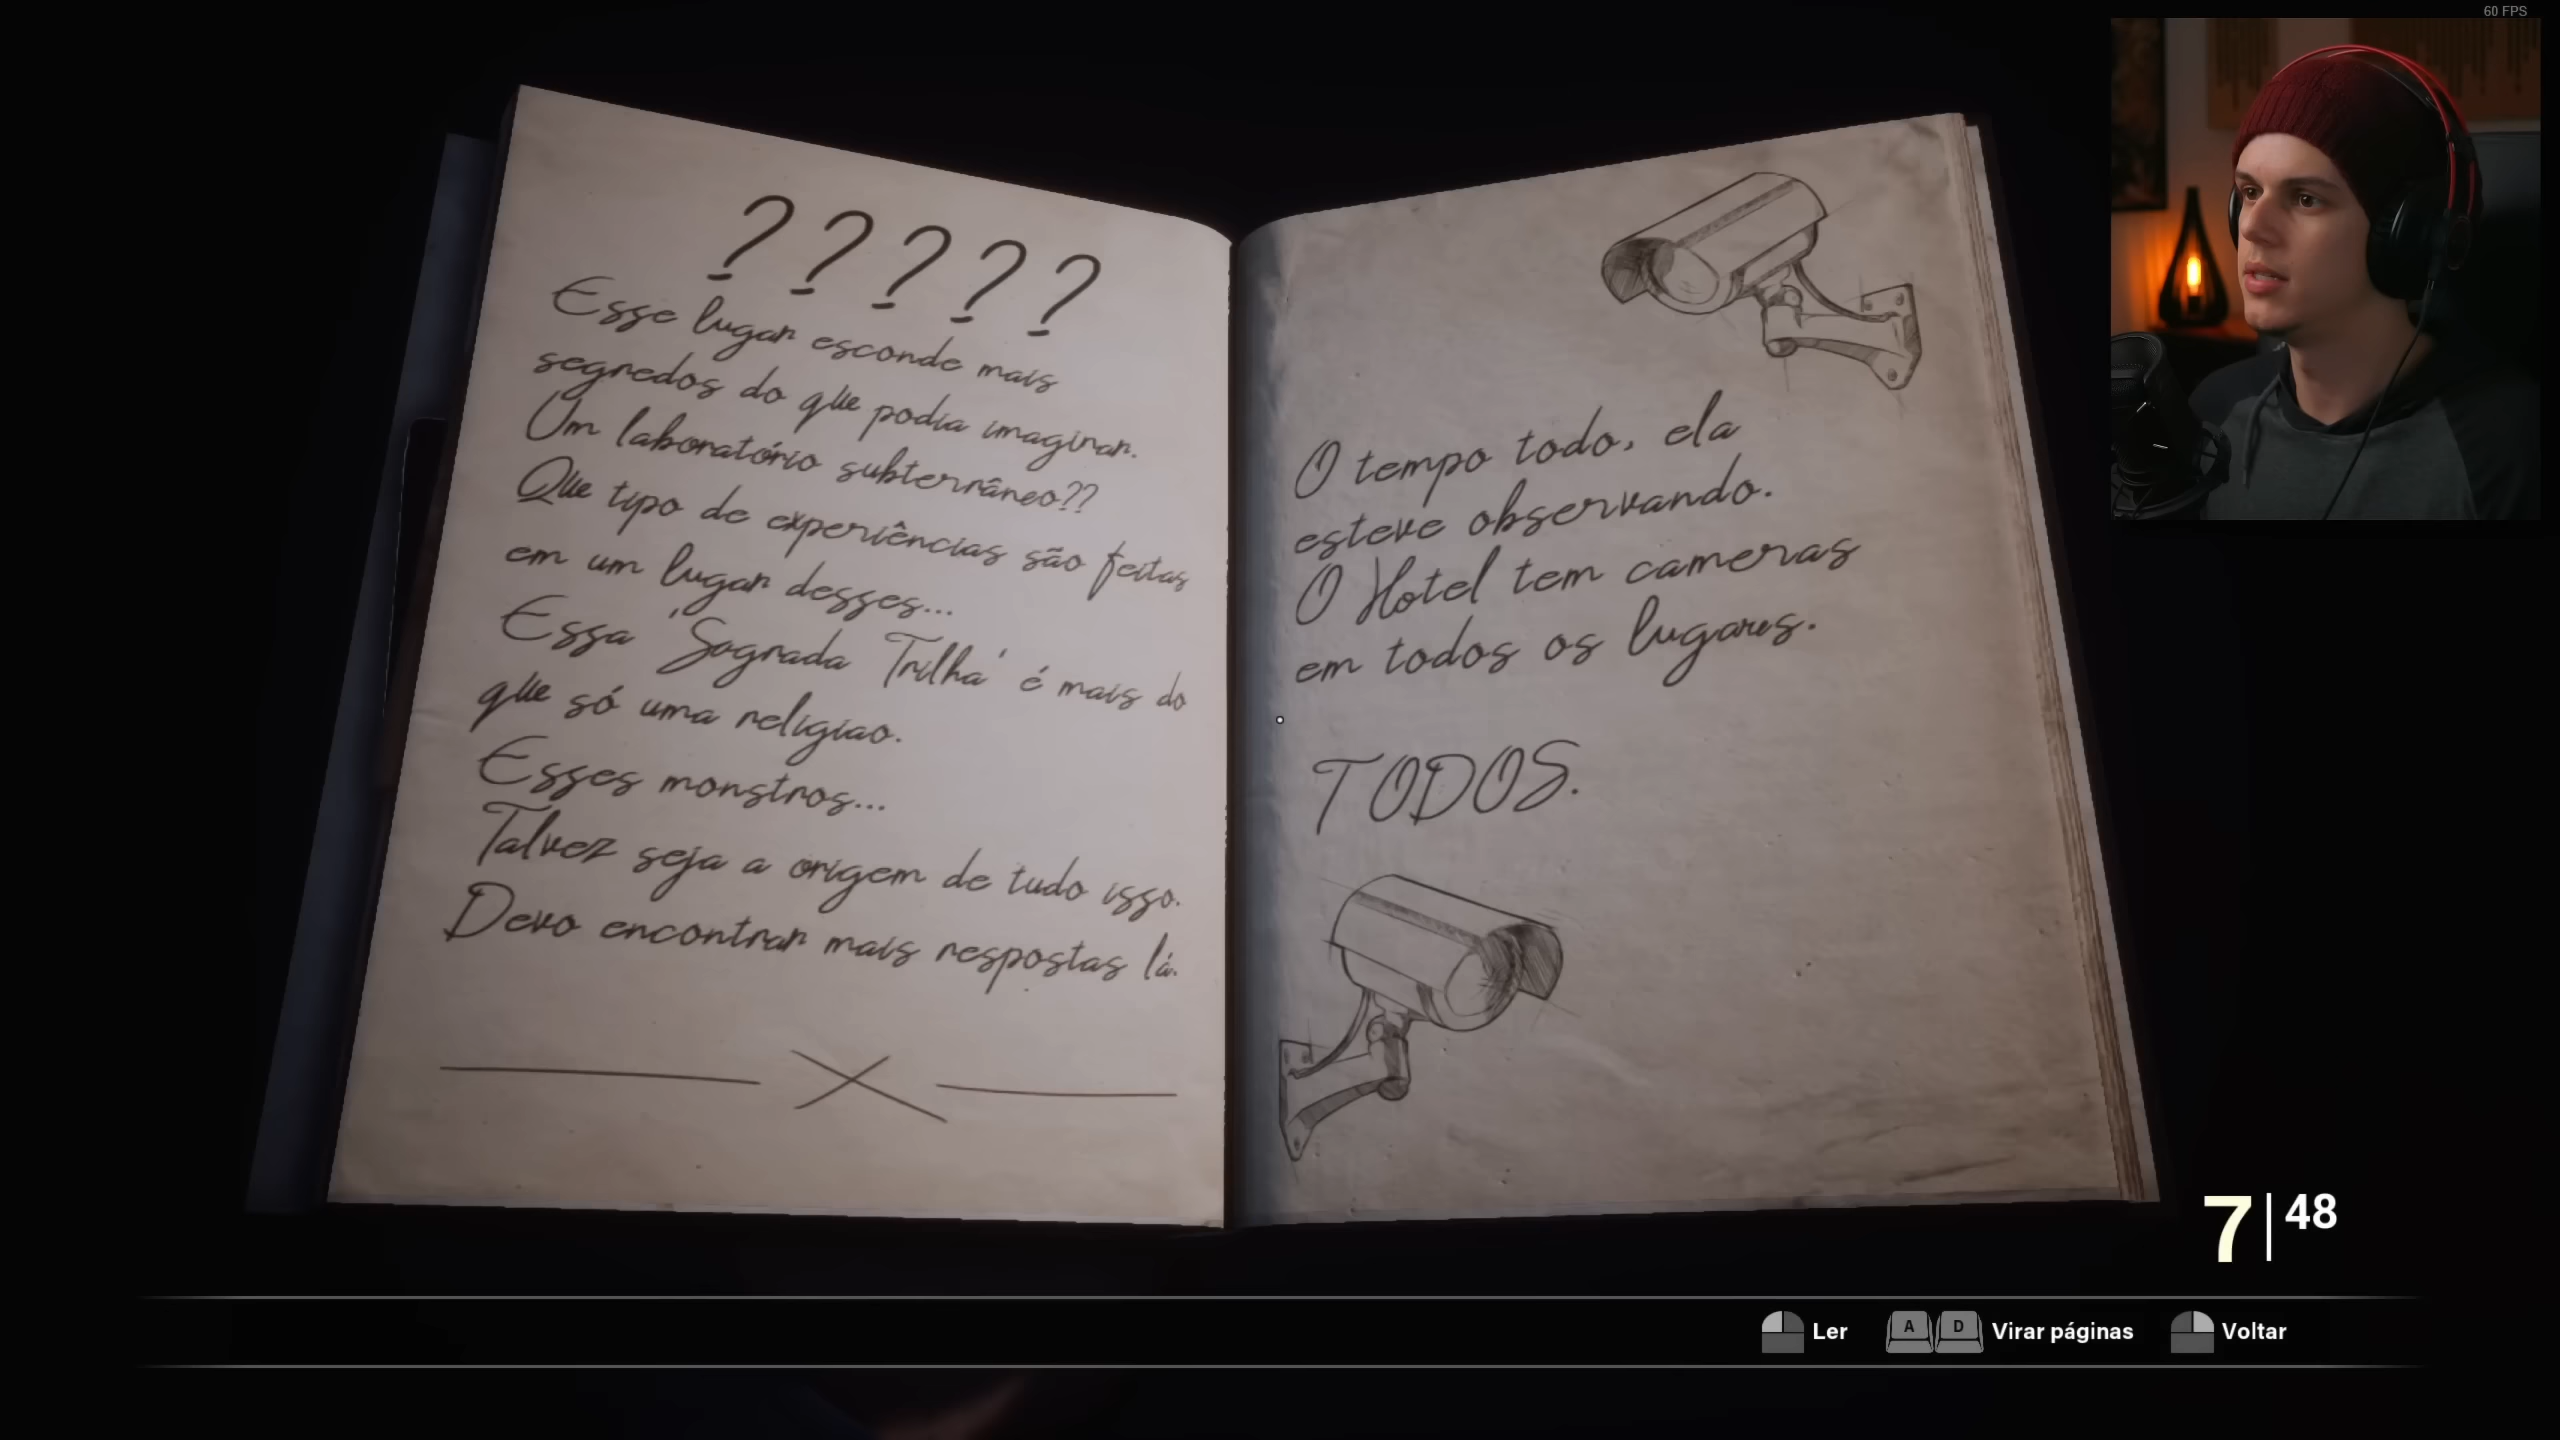 60 FPS
?????
Esse lugar esconde mais
segredos do que podia imaginar.
Um laboratório subterrâneo??
Que tipo de experiências são feitas
em um lugar desses...
Essa 'Sagrada Trilha' é mais do
que só uma religiao.
Esses monstros...
Talvez seja a origem de tudo isso.
Devo encontrar mais respostas lá.
O tempo todo, ela
esteve observando.
O Hotel tem cameras
em todos os lugares.
TODOS.
7|48
Ler A D Virar páginas Voltar